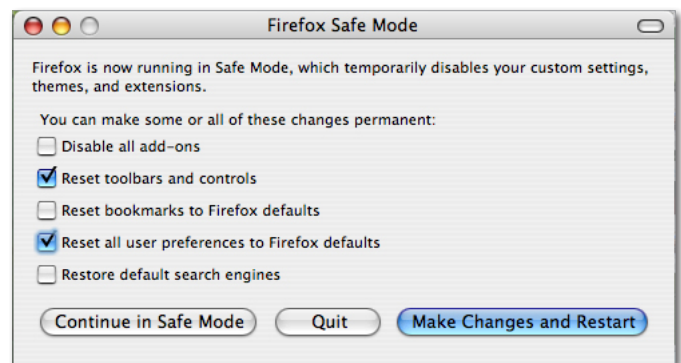 Firefox Safe Mode
Firefox is now running in Safe Mode, which temporarily disables your custom settings,
themes, and extensions.
You can make some or all of these changes permanent:
Disable all add-ons
Reset toolbars and controls
Reset bookmarks to Firefox defaults
Reset all user preferences to Firefox defaults
Restore default search engines
Continue in Safe Mode Quit Make Changes and Restart